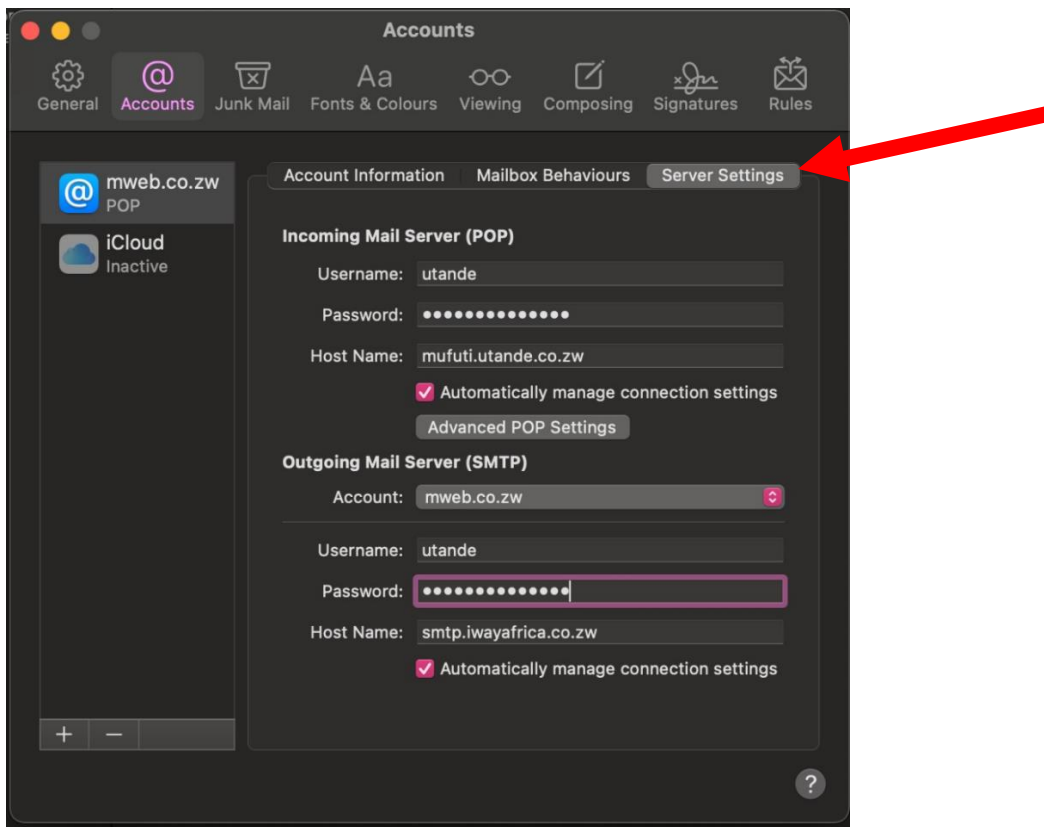 Accounts
General
Accounts
Junk Mail
Aa
Fonts & Colours
Viewing
Composing
Signatures
Rules
mweb.co.zw
POP
iCloud
Inactive
Account Information
Mailbox Behaviours
Server Settings
Incoming Mail Server (POP)
Username: utande
Password: ••••••••••••••
Host Name: mufuti.utande.co.zw
Automatically manage connection settings
Advanced POP Settings
Outgoing Mail Server (SMTP)
Account: mweb.co.zw
Username: utande
Password: ••••••••••••••
Host Name: smtp.iwayafrica.co.zw
Automatically manage connection settings
+ −
?